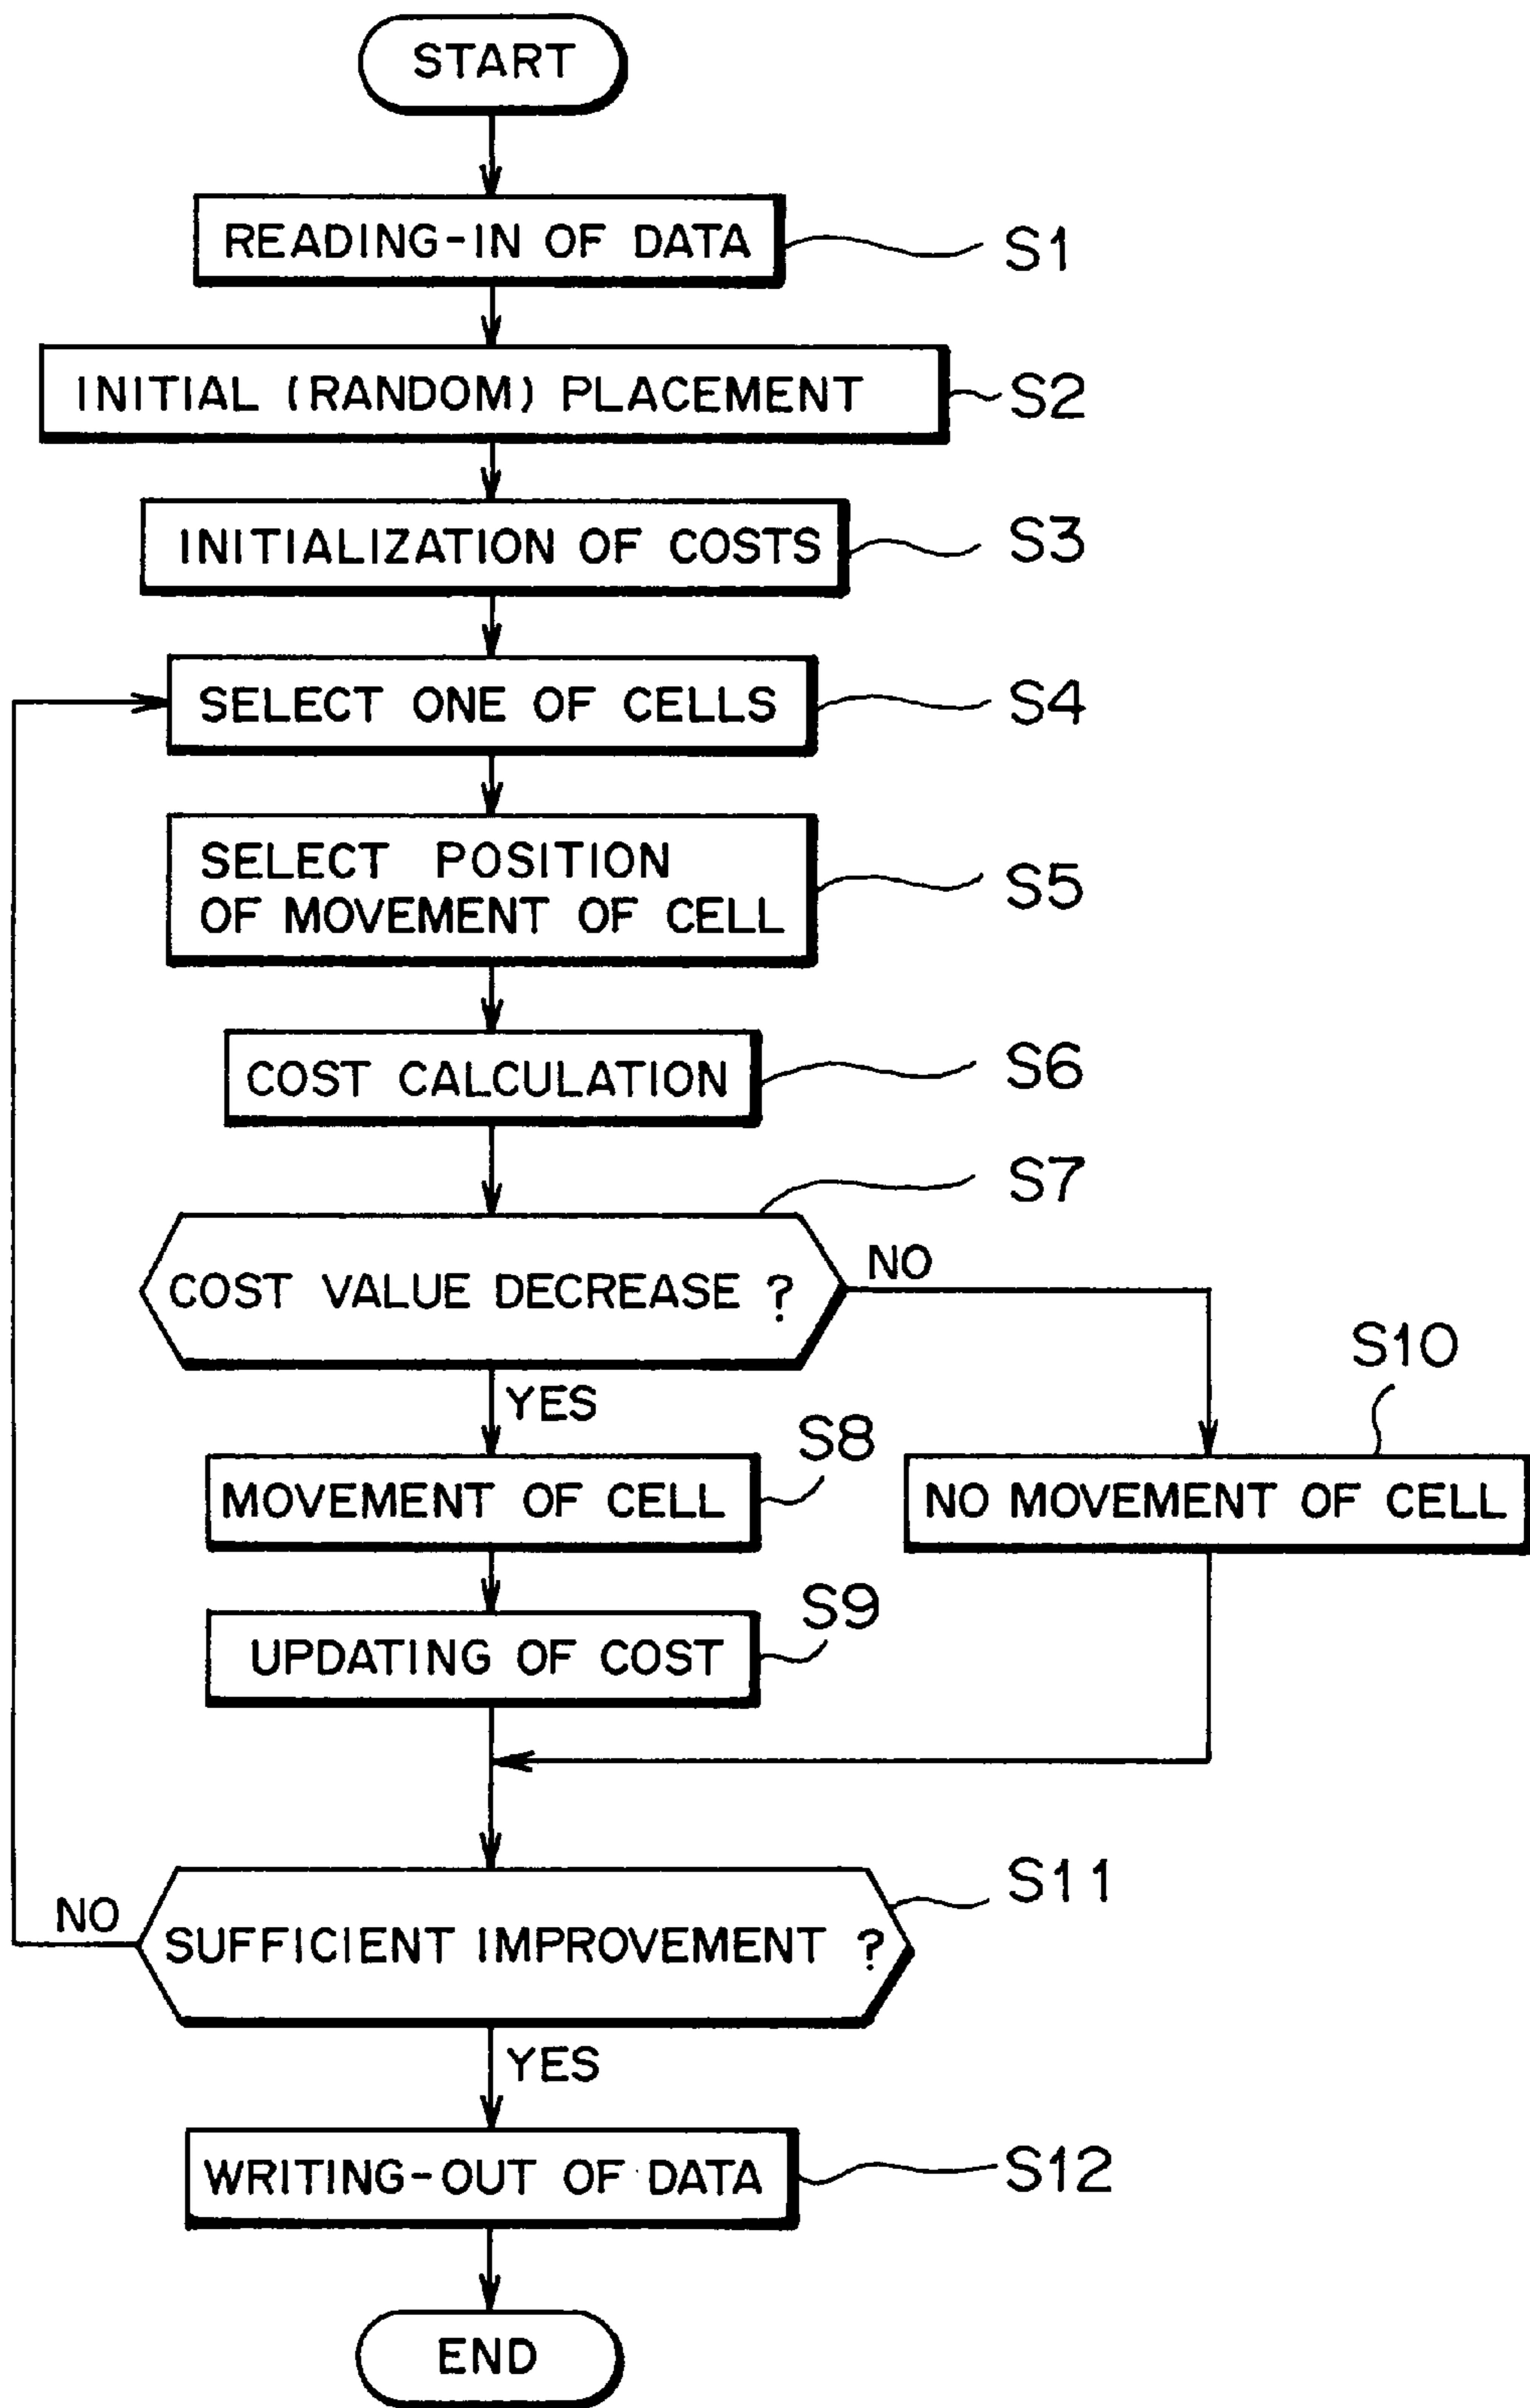 START
READING-IN OF DATA
S1
INITIAL (RANDOM) PLACEMENT
S2
INITIALIZATION OF COSTS
S3
SELECT ONE OF CELLS
S4
SELECT POSITION
OF MOVEMENT OF CELL
S5
COST CALCULATION
S6
S7
COST VALUE DECREASE ?
NO
YES
S10
S8
MOVEMENT OF CELL
NO MOVEMENT OF CELL
S9
UPDATING OF COST
S11
NO
SUFFICIENT IMPROVEMENT ?
YES
WRITING-OUT OF DATA
S12
END